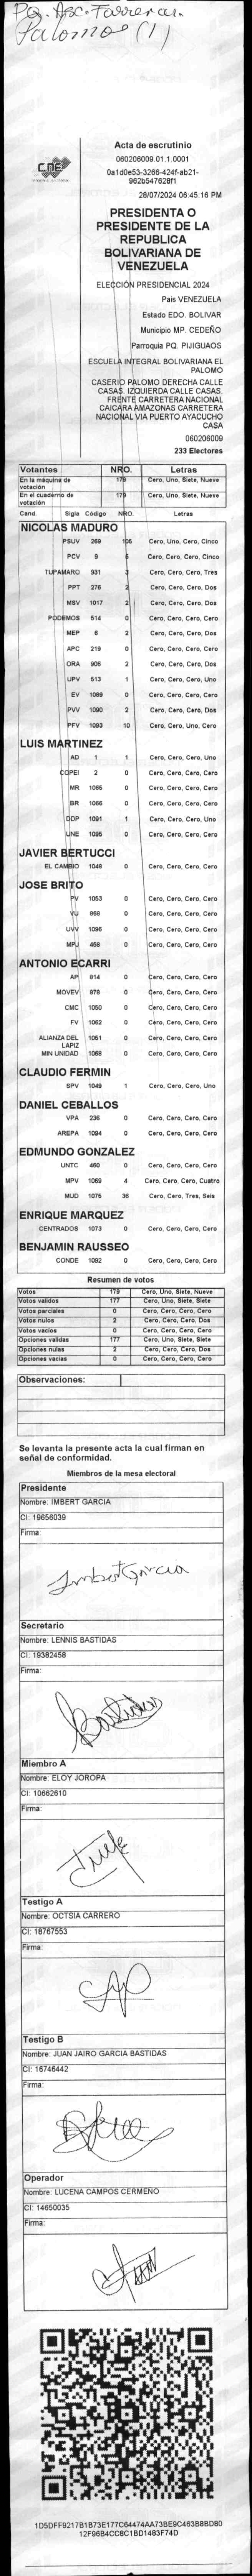 Pq. Asc. Farreras.
Palomo (1)
CNE
Acta de escrutinio
060206009.01.1.0001
0a1d0e53-3266-424f-ab21-
962b547628f1
28/07/2024 06:45:16 PM
PRESIDENTA O
PRESIDENTE DE LA
REPUBLICA
BOLIVARIANA DE
VENEZUELA
ELECCIÓN PRESIDENCIAL 2024
Pais VENEZUELA
Estado EDO. BOLIVAR
Municipio MP. CEDEÑO
Parroquia PQ. PIJIGUAOS
ESCUELA INTEGRAL BOLIVARIANA EL
PALOMO
CASERIO PALOMO DERECHA CALLE
CASAS. IZQUIERDA CALLE CASAS.
FRENTE CARRETERA NACIONAL
CAICARA AMAZONAS CARRETERA
NACIONAL VIA PUERTO AYACUCHO
CASA
060206009
233 Electores
Votantes NRO. Letras
En la máquina de votación 179 Cero, Uno, Siete, Nueve
En el cuaderno de votación 179 Cero, Uno, Siete, Nueve
Cand. Sigla Código NRO. Letras
NICOLAS MADURO
PSUV 269 105 Cero, Uno, Cero, Cinco
PCV 5 Cero, Cero, Cero, Cinco
TUPAMARO 931 3 Cero, Cero, Cero, Tres
PPT 276 2 Cero, Cero, Cero, Dos
MSV 1017 2 Cero, Cero, Cero, Dos
PODEMOS 514 0 Cero, Cero, Cero, Cero
MEP 6 2 Cero, Cero, Cero, Dos
APC 219 0 Cero, Cero, Cero, Cero
ORA 906 2 Cero, Cero, Cero, Dos
UPV 513 1 Cero, Cero, Cero, Uno
EV 1089 0 Cero, Cero, Cero, Cero
PVV 1090 2 Cero, Cero, Cero, Dos
PFV 1093 10 Cero, Cero, Uno, Cero
LUIS MARTINEZ
AD 1 1 Cero, Cero, Cero, Uno
COPEI 2 0 Cero, Cero, Cero, Cero
MR 1065 0 Cero, Cero, Cero, Cero
BR 1066 0 Cero, Cero, Cero, Cero
DDP 1091 1 Cero, Cero, Cero, Uno
UNE 1095 0 Cero, Cero, Cero, Cero
JAVIER BERTUCCI
EL CAMBIO 1048 0 Cero, Cero, Cero, Cero
JOSE BRITO
PV 1053 0 Cero, Cero, Cero, Cero
VU 868 0 Cero, Cero, Cero, Cero
UVV 1096 0 Cero, Cero, Cero, Cero
MPJ 458 0 Cero, Cero, Cero, Cero
ANTONIO ECARRI
AP 814 0 Cero, Cero, Cero, Cero
MOVEV 978 0 Cero, Cero, Cero, Cero
CMC 1050 0 Cero, Cero, Cero, Cero
FV 1062 0 Cero, Cero, Cero, Cero
ALIANZA DEL LAPIZ 1051 0 Cero, Cero, Cero, Cero
MIN UNIDAD 1068 0 Cero, Cero, Cero, Cero
CLAUDIO FERMIN
SPV 1049 1 Cero, Cero, Cero, Uno
DANIEL CEBALLOS
VPA 236 0 Cero, Cero, Cero, Cero
AREPA 1094 0 Cero, Cero, Cero, Cero
EDMUNDO GONZALEZ
UNTC 460 0 Cero, Cero, Cero, Cero
MPV 1069 4 Cero, Cero, Cero, Cuatro
MUD 1076 36 Cero, Cero, Tres, Seis
ENRIQUE MARQUEZ
CENTRADOS 1073 0 Cero, Cero, Cero, Cero
BENJAMIN RAUSSEO
CONDE 1092 0 Cero, Cero, Cero, Cero
Resumen de votos
Votos 179 Cero, Uno, Siete, Nueve
Votos validos 177 Cero, Uno, Siete, Siete
Votos parciales 0 Cero, Cero, Cero, Cero
Votos nulos 2 Cero, Cero, Cero, Dos
Votos vacios 0 Cero, Cero, Cero, Cero
Opciones validas 177 Cero, Uno, Siete, Siete
Opciones nulas 2 Cero, Cero, Cero, Dos
Opciones vacias 0 Cero, Cero, Cero, Cero
Observaciones:
Se levanta la presente acta la cual firman en
señal de conformidad.
Miembros de la mesa electoral
Presidente
Nombre: IMBERT GARCIA
CI: 19656039
Firma:
Imbert Garcia
Secretario
Nombre: LENNIS BASTIDAS
CI: 19382458
Firma:
Bastidas
Miembro A
Nombre: ELOY JOROPA
CI: 10662610
Firma:
Testigo A
Nombre: OCTSIA CARRERO
CI: 18767553
Firma:
Testigo B
Nombre: JUAN JAIRO GARCIA BASTIDAS
CI: 16746442
Firma:
Operador
Nombre: LUCENA CAMPOS CERMENO
CI: 14650035
Firma:
1D5DFF9217B1B73E177C64474AA73BE9C463B8BD80
12F96B4CC8C1BD1483F74D